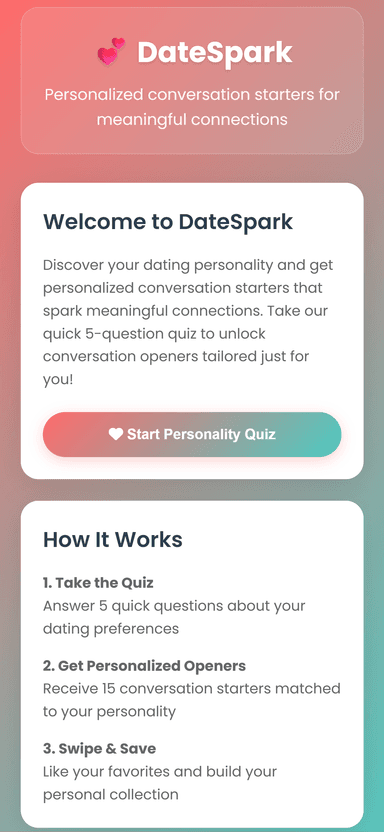 💕 DateSpark
Personalized conversation starters for
meaningful connections
Welcome to DateSpark
Discover your dating personality and get
personalized conversation starters that
spark meaningful connections. Take our
quick 5-question quiz to unlock
conversation openers tailored just for
you!
Start Personality Quiz
How It Works
1. Take the Quiz
Answer 5 quick questions about your
dating preferences
2. Get Personalized Openers
Receive 15 conversation starters matched
to your personality
3. Swipe & Save
Like your favorites and build your
personal collection